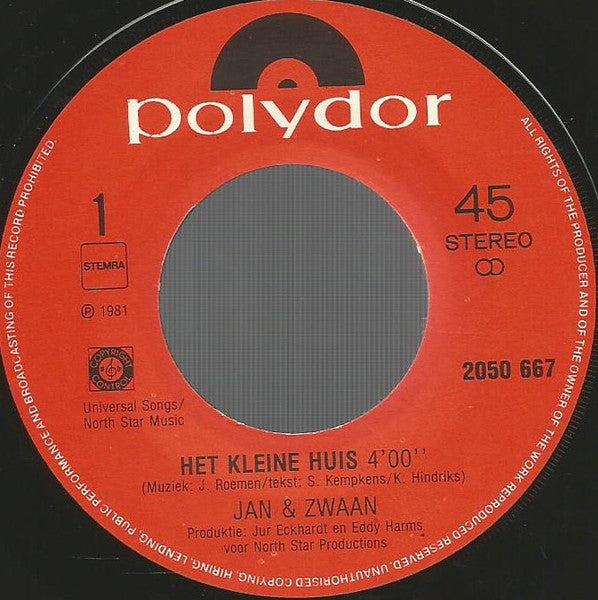 polydor
1
STEMRA
℗ 1981
COPYRIGHT
CONTROL
Universal Songs/
North Star Music
45
STEREO
2050 667
HET KLEINE HUIS 4'00''
(Muziek: J. Roemen/tekst: S. Kempkens/K. Hindriks)
JAN & ZWAAN
Produktie: Jur Eckhardt en Eddy Harms
voor North Star Productions
ALL RIGHTS OF THE PRODUCER AND OF THE OWNER OF THE WORK REPRODUCED RESERVED. UNAUTHORISED COPYING, HIRING, LENDING, PUBLIC PERFORMANCE AND BROADCASTING OF THIS RECORD PROHIBITED.